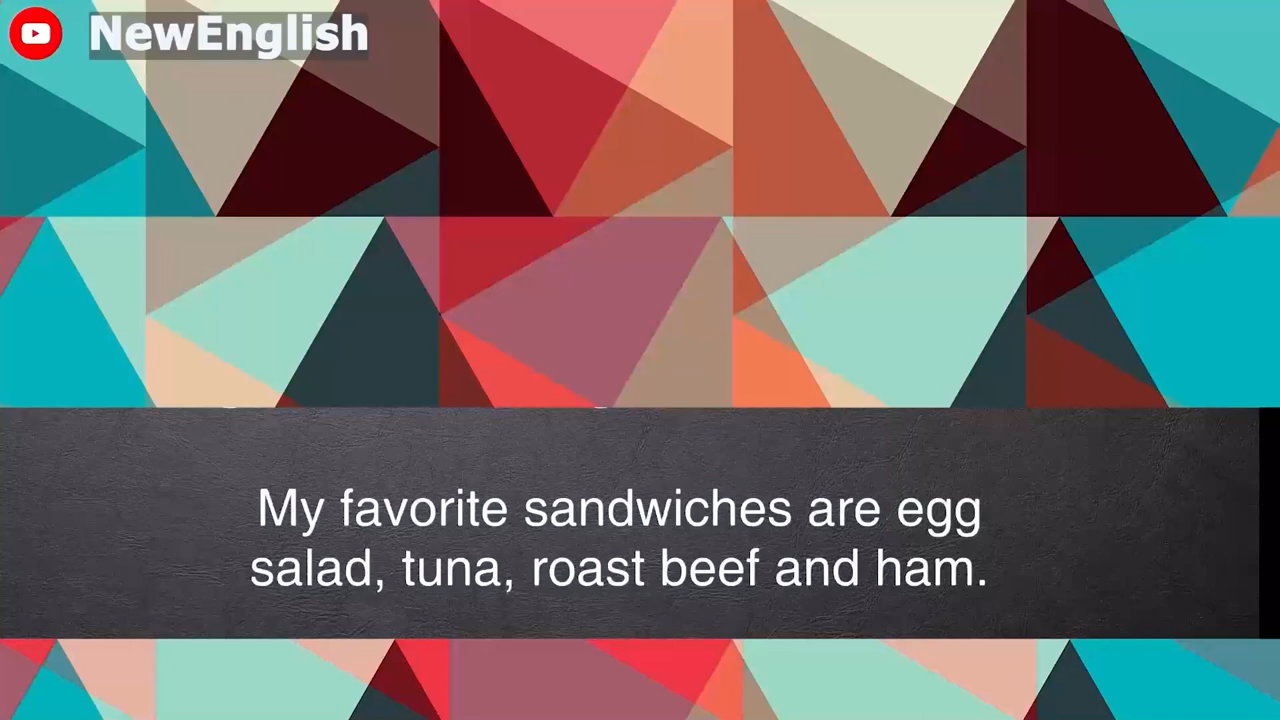 NewEnglish
My favorite sandwiches are egg
salad, tuna, roast beef and ham.